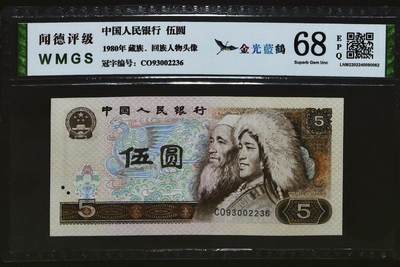 闻德评级
WMGS
中国人民银行 伍圆
1980年 藏族、回族人物头像
冠字编号：CO93002236
金光蓝鹤
68
Superb Gem Unc
EPQ
中国人民银行
5
伍圆
CO93002236
5
5